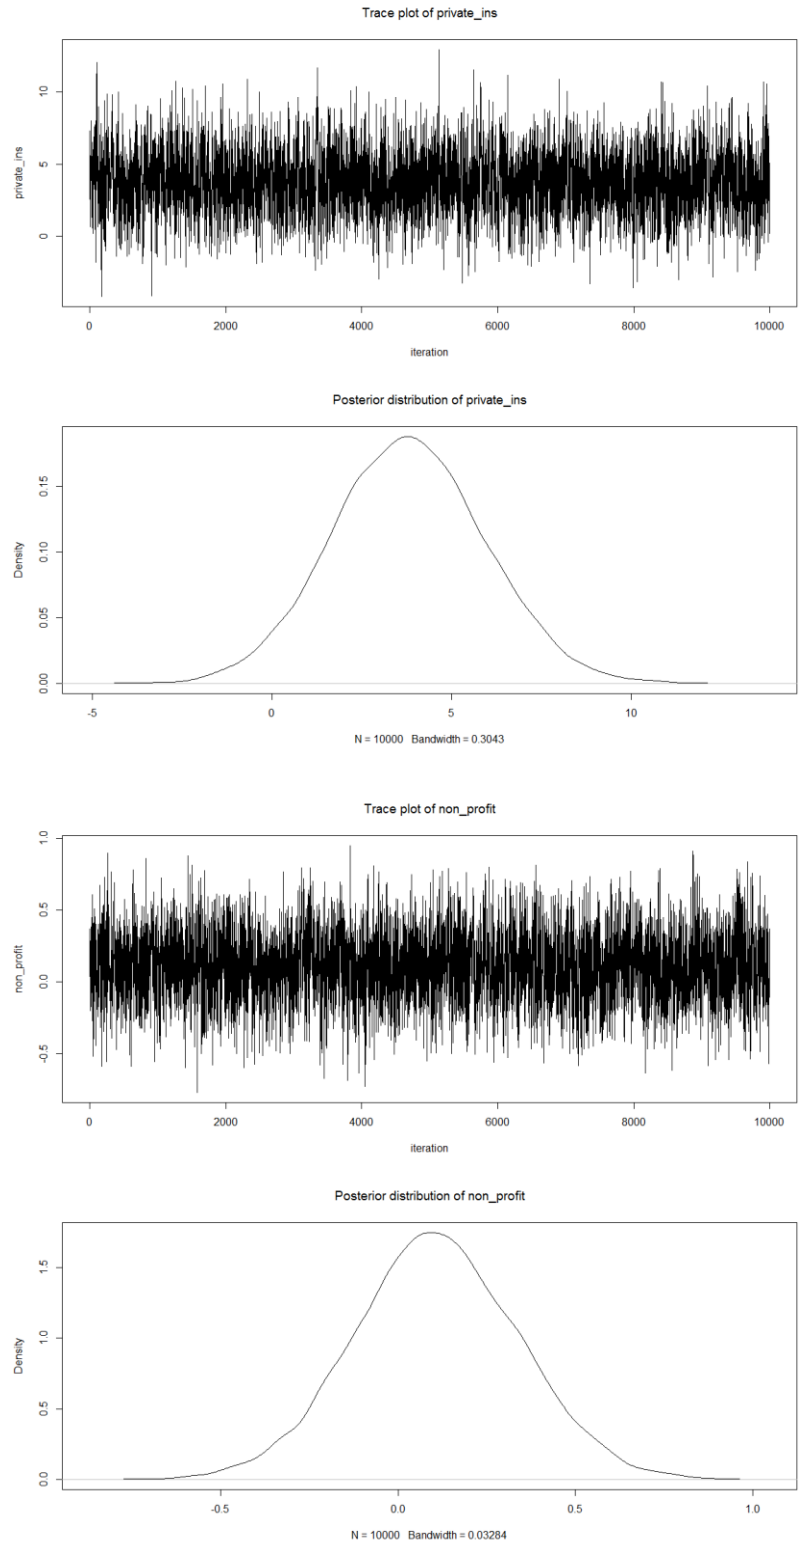 Trace plot of private_ins
private_ins
10
5
0
0 2000 4000 6000 8000 10000
iteration
Posterior distribution of private_ins
Density
0.15
0.10
0.05
0.00
-5 0 5 10
N = 10000 Bandwidth = 0.3043
Trace plot of non_profit
non_profit
1.0
0.5
0.0
-0.5
0 2000 4000 6000 8000 10000
iteration
Posterior distribution of non_profit
Density
1.5
1.0
0.5
0.0
-0.5 0.0 0.5 1.0
N = 10000 Bandwidth = 0.03284